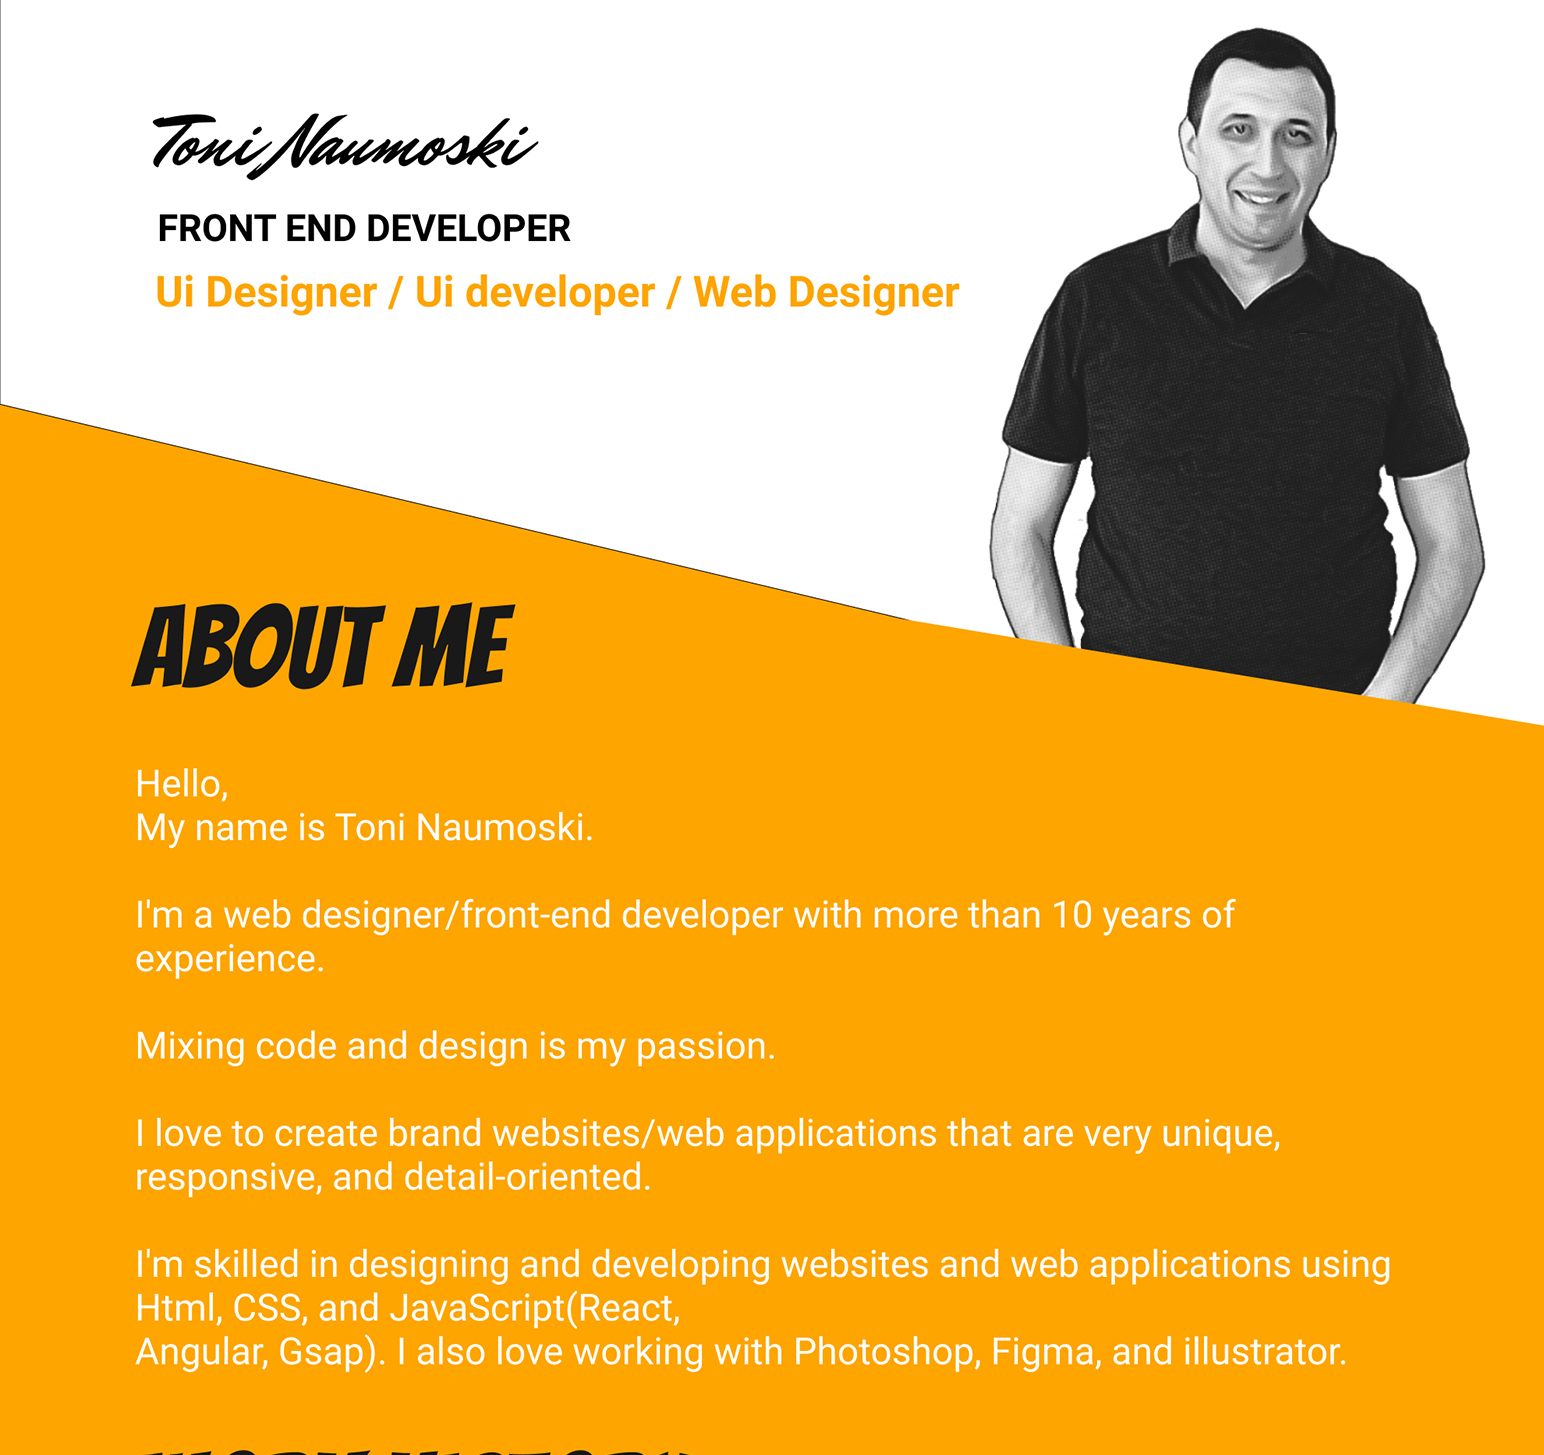 Toni Naumoski
FRONT END DEVELOPER
Ui Designer / Ui developer / Web Designer
ABOUT ME
Hello,
My name is Toni Naumoski.
I'm a web designer/front-end developer with more than 10 years of
experience.
Mixing code and design is my passion.
I love to create brand websites/web applications that are very unique,
responsive, and detail-oriented.
I'm skilled in designing and developing websites and web applications using
Html, CSS, and JavaScript(React,
Angular, Gsap). I also love working with Photoshop, Figma, and illustrator.